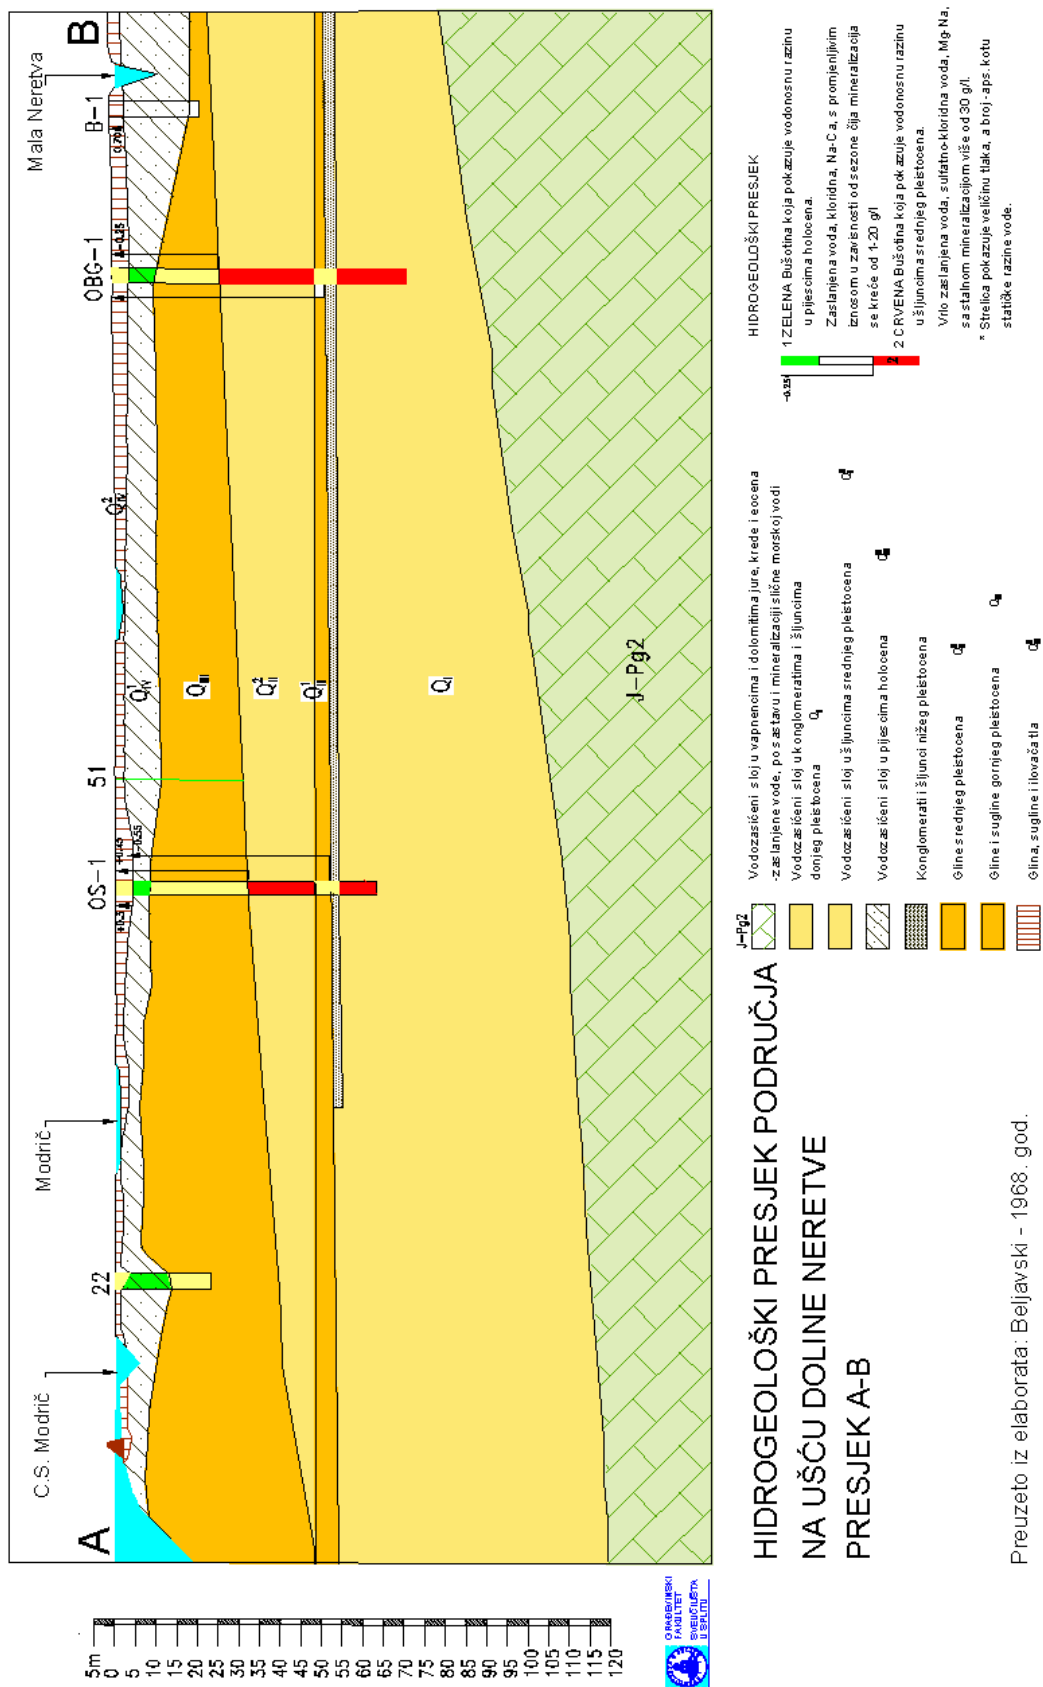 A
B
C.S. Modrič
22
Modrič
OS-1
51
OBG-1
B-1
Mala Neretva
J-Pg2
5m
0
5
10
15
20
25
30
35
40
45
50
55
60
65
70
75
80
85
90
95
100
105
110
115
120
GRAĐEVINSKI
FAKULTET
SVEUČILIŠTA
U SPLITU
HIDROGEOLOŠKI PRESJEK PODRUČJA
NA UŠĆU DOLINE NERETVE
PRESJEK A-B
Preuzeto iz elaborata: Beljavski - 1968. god.
J-Pg2
Vodozasićeni sloj u vapnencima i dolomitima jure, krede i eocena
-zaslanjene vode, po sastavu i mineralizaciji slične morskoj vodi
Vodozasićeni sloj u konglomeratima i šljuncima
donjeg pleistocena
Vodozasićeni sloj u šljuncima srednjeg pleistocena
Vodozasićeni sloj u pijescima holocena
Konglomerati i šljunci nižeg pleistocena
Gline srednjeg pleistocena
Gline i sugline gornjeg pleistocena
Glina, sugline i ilovača tla
HIDROGEOLOŠKI PRESJEK
-0.25
1 ZELENA Bušotina koja pokazuje vodonosnu razinu
u pijescima holocena.
Zaslanjena voda, kloridna, Na-Ca, s promjenljivim
iznosom u zavisnosti od sezone čija mineralizacija
se kreće od 1-20 g/l
2
2 CRVENA Bušotina koja pokazuje vodonosnu razinu
u šljuncima srednjeg pleistocena.
Vrlo zaslanjena voda, sulfatno-kloridna voda, Mg-Na,
sa stalnom mineralizacijom više od 30 g/l.
* Strelica pokazuje veličinu tlaka, a broj -aps. kotu
statičke razine vode.